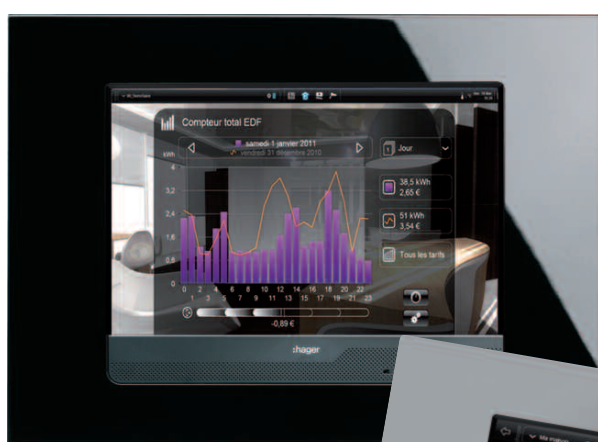 Compteur total EDF
samedi 1 janvier 2011
vendredi 31 décembre 2010
1 Jour
kWh
4
3,2
2,4
1,6
0,8
0
38,5 kWh
2,65 €
51 kWh
3,54 €
Tous les tarifs
0 2 4 6 8 10 12 14 16 18 20 22
1 3 5 7 9 11 13 15 17 19 21 23
-0,89 €
:hager